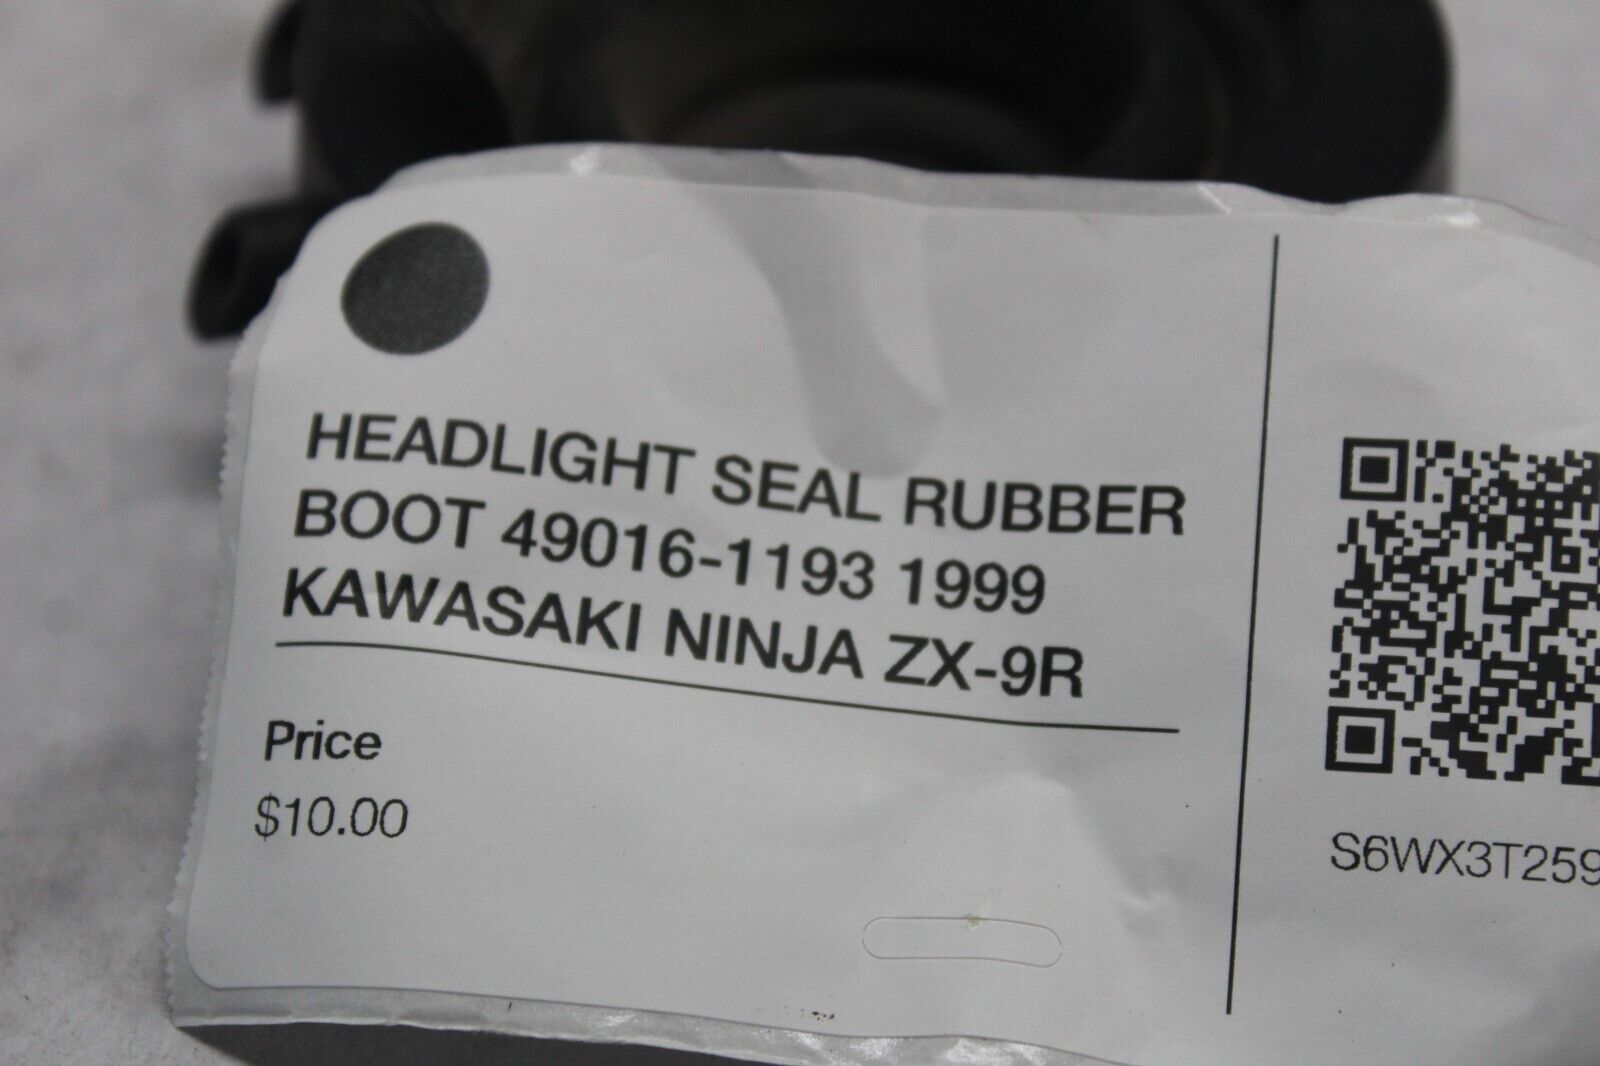 HEADLIGHT SEAL RUBBER
BOOT 49016-1193 1999
KAWASAKI NINJA ZX-9R
Price
$10.00
S6WX3T259